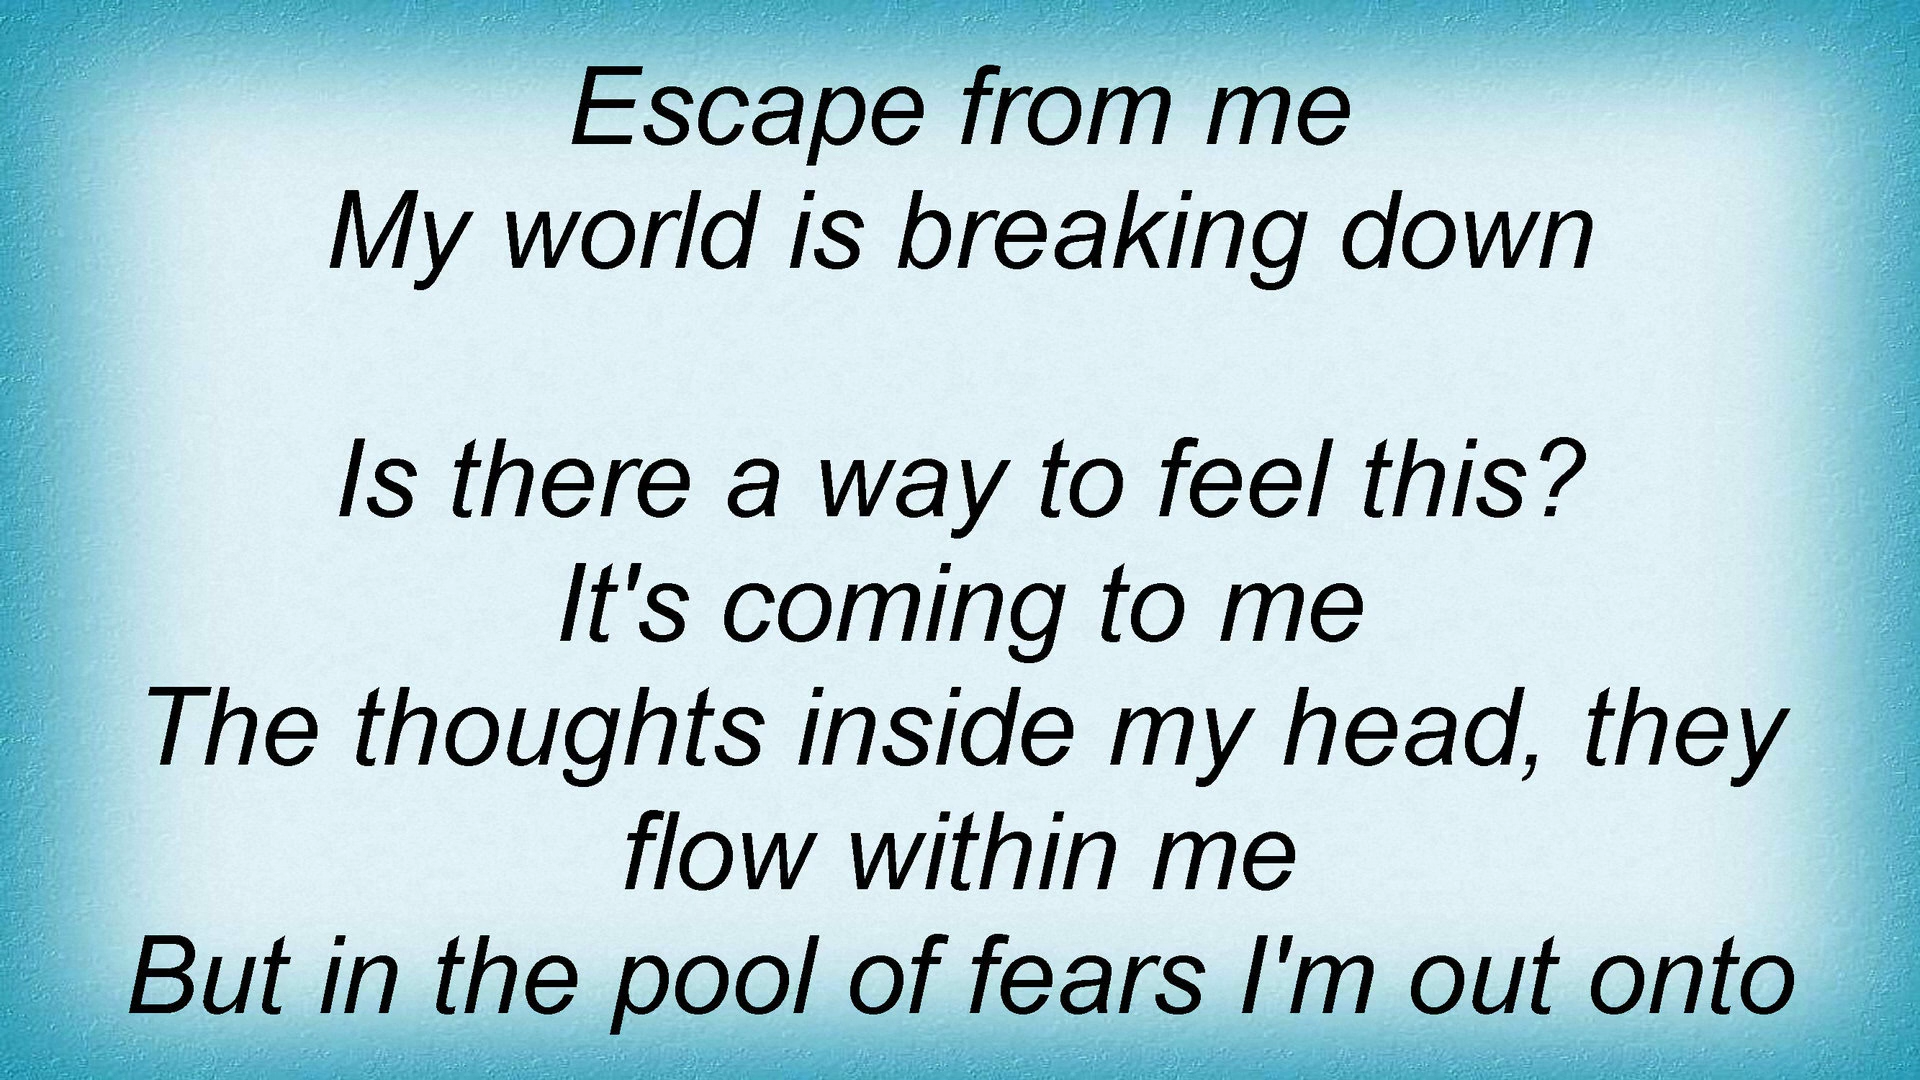 Escape from me
My world is breaking down
Is there a way to feel this?
It's coming to me
The thoughts inside my head, they
flow within me
But in the pool of fears I'm out onto